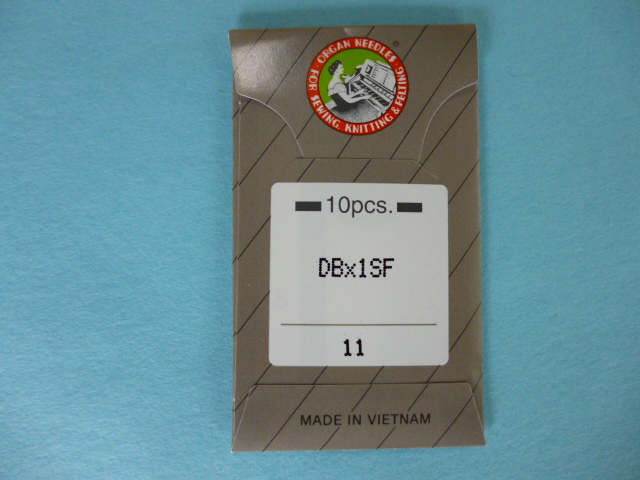 ORGAN NEEDLES
®
FOR SEWING, KNITTING & FELTING
10pcs.
DBx1SF
11
MADE IN VIETNAM